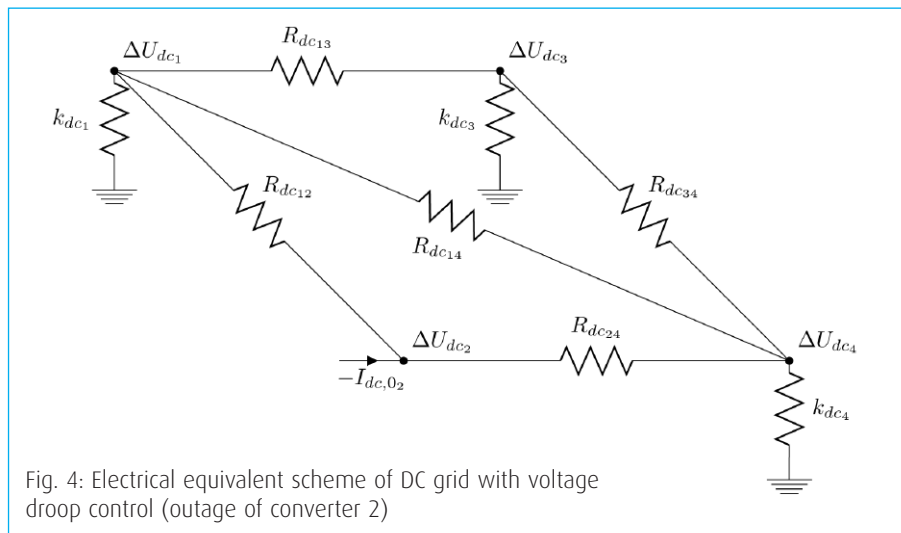 R_{dc_{13}}
ΔU_{dc_1}
ΔU_{dc_3}
k_{dc_1}
k_{dc_3}
R_{dc_{12}}
R_{dc_{34}}
R_{dc_{14}}
R_{dc_{24}}
ΔU_{dc_2}
ΔU_{dc_4}
−I_{dc,0_2}
k_{dc_4}
Fig. 4: Electrical equivalent scheme of DC grid with voltage
droop control (outage of converter 2)